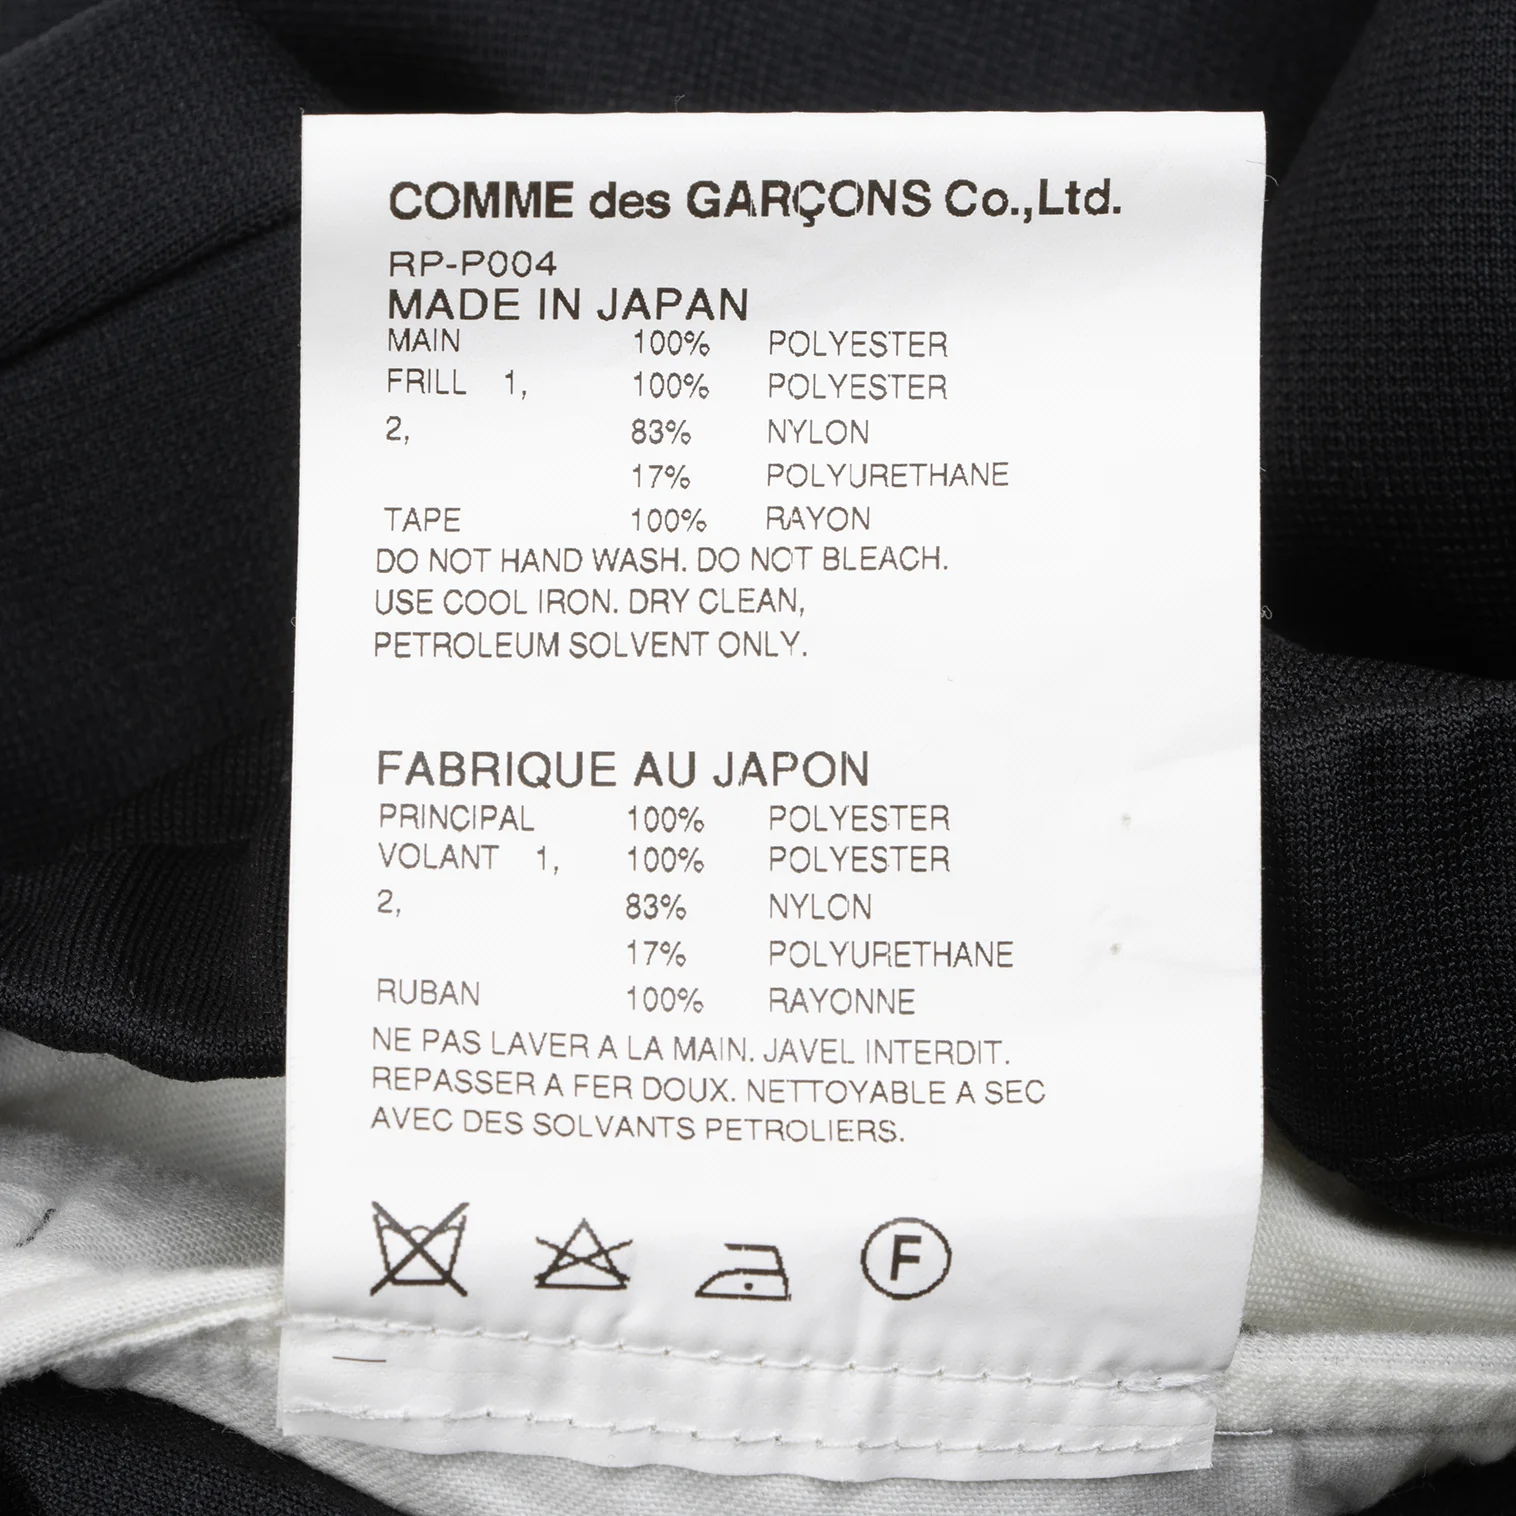 COMME des GARÇONS Co.,Ltd.
RP-P004
MADE IN JAPAN
MAIN 100% POLYESTER
FRILL 1, 100% POLYESTER
2, 83% NYLON
17% POLYURETHANE
TAPE 100% RAYON
DO NOT HAND WASH. DO NOT BLEACH.
USE COOL IRON. DRY CLEAN,
PETROLEUM SOLVENT ONLY.
FABRIQUE AU JAPON
PRINCIPAL 100% POLYESTER
VOLANT 1, 100% POLYESTER
2, 83% NYLON
17% POLYURETHANE
RUBAN 100% RAYONNE
NE PAS LAVER A LA MAIN. JAVEL INTERDIT.
REPASSER A FER DOUX. NETTOYABLE A SEC
AVEC DES SOLVANTS PETROLIERS.
F